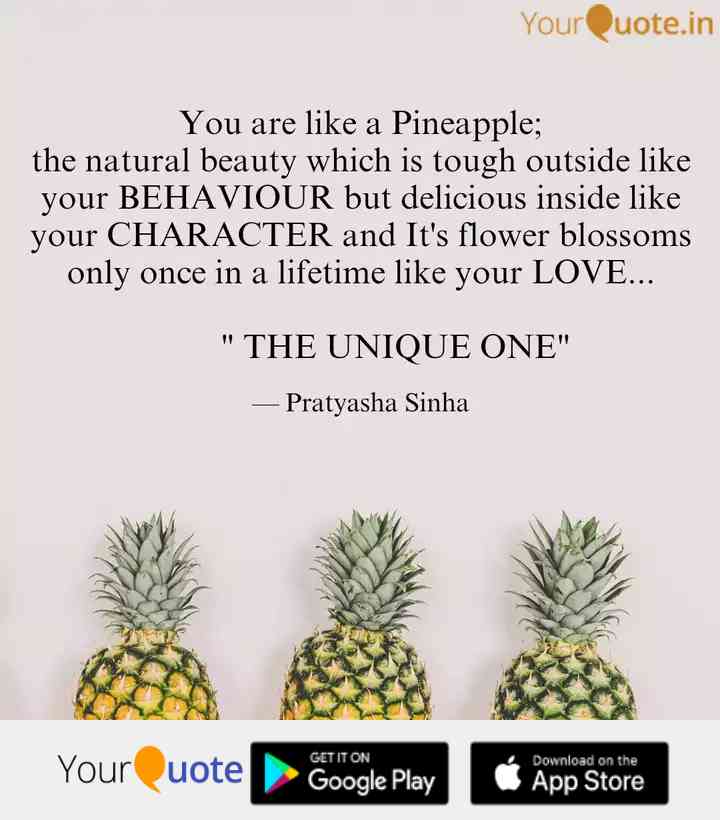 YourQuote.in
You are like a Pineapple;
the natural beauty which is tough outside like
your BEHAVIOUR but delicious inside like
your CHARACTER and It's flower blossoms
only once in a lifetime like your LOVE...
" THE UNIQUE ONE"
— Pratyasha Sinha
YourQuote
GET IT ON
Google Play
Download on the
App Store